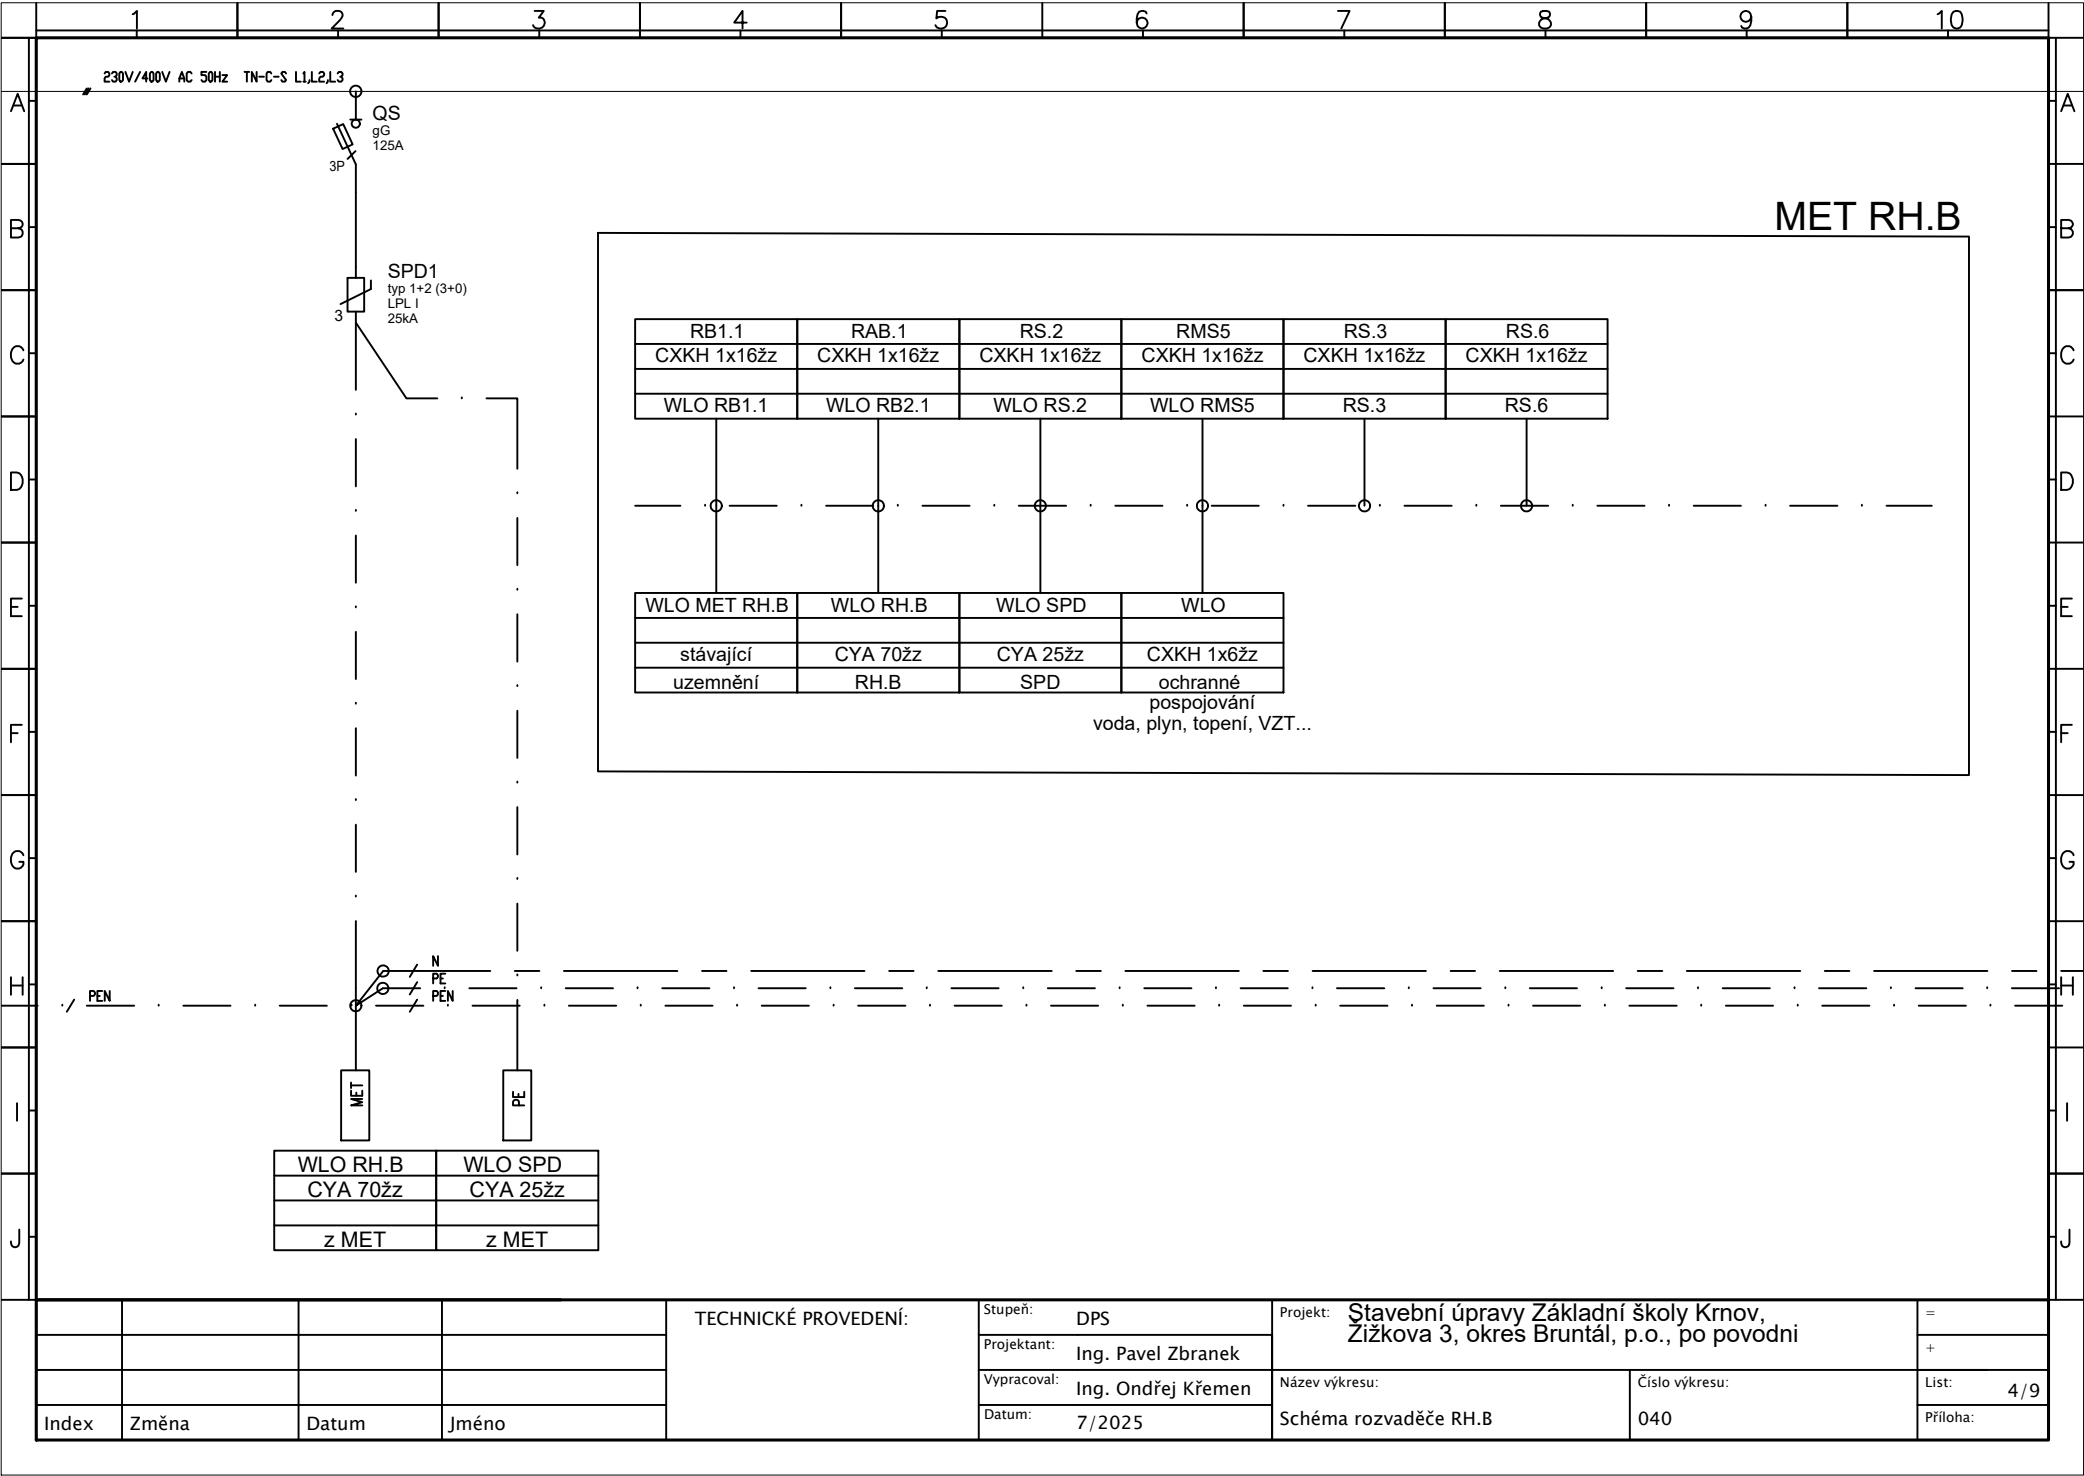 1 2 3 4 5 6 7 8 9 10
230V/400V AC 50Hz TN-C-S L1,L2,L3
A A
QS
gG
125A
3P
MET RH.B
B B
SPD1
typ 1+2 (3+0)
LPL I
25kA
3
RB1.1 RAB.1 RS.2 RMS5 RS.3 RS.6
CXKH 1x16žz CXKH 1x16žz CXKH 1x16žz CXKH 1x16žz CXKH 1x16žz CXKH 1x16žz
C C
WLO RB1.1 WLO RB2.1 WLO RS.2 WLO RMS5 RS.3 RS.6
D D
WLO MET RH.B WLO RH.B WLO SPD WLO
E E
stávající CYA 70žz CYA 25žz CXKH 1x6žz
uzemnění RH.B SPD ochranné
pospojování
voda, plyn, topení, VZT...
F F
G G
N
PE
PEN
PEN
H H
MET PE
I I
WLO RH.B WLO SPD
CYA 70žz CYA 25žz
z MET z MET
J J
TECHNICKÉ PROVEDENÍ:
Stupeň: DPS
Projektant: Ing. Pavel Zbranek
Vypracoval: Ing. Ondřej Křemen
Datum: 7/2025
Projekt: Stavební úpravy Základní školy Krnov,
Žižkova 3, okres Bruntál, p.o., po povodni
=
+
Název výkresu:
Schéma rozvaděče RH.B
Číslo výkresu:
040
List: 4/9
Příloha:
Index Změna Datum Jméno